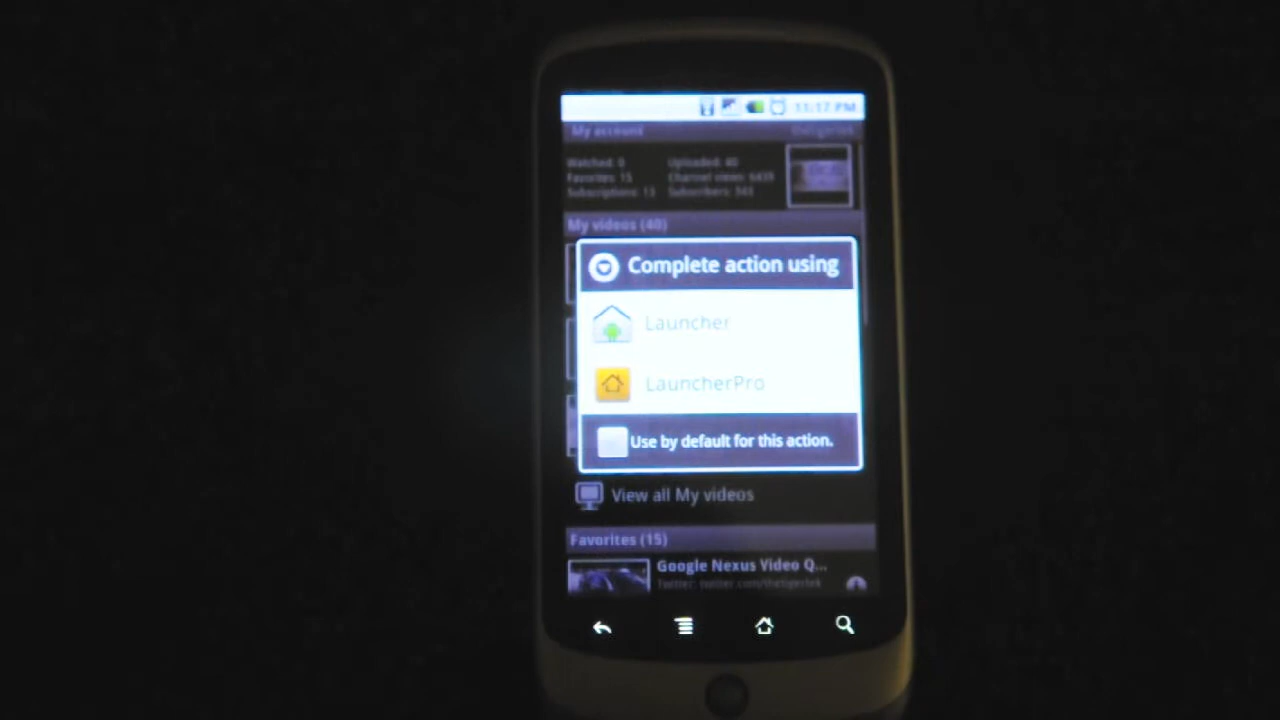 11:17 PM
My account
Watched: 0 Uploaded: 40
Favorites: 15 Channel views: 6439
Subscriptions: 13 Subscribers: 503
My videos (40)
Complete action using
Launcher
LauncherPro
Use by default for this action.
View all My videos
Favorites (15)
Google Nexus Video Q...
Twitter: twitter.com/thetigertek